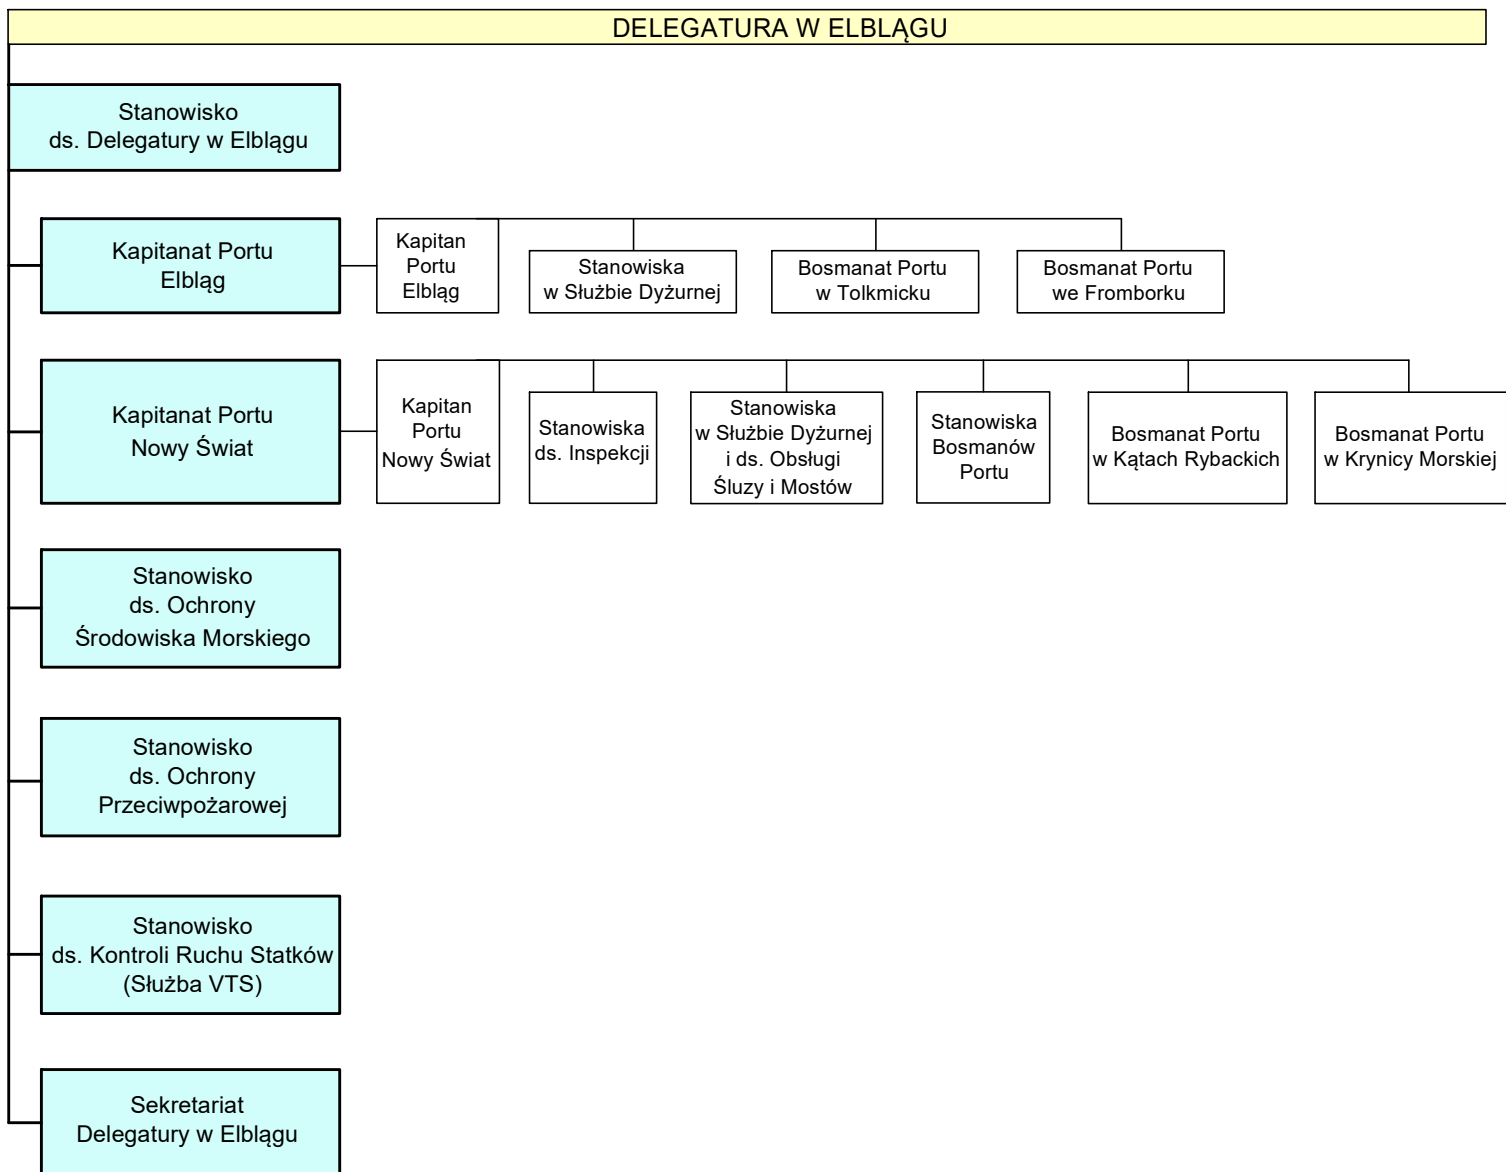 DELEGATURA W ELBLĄGU
Stanowisko
ds. Delegatury w Elblągu
Kapitanat Portu
Elbląg
Kapitan
Portu
Elbląg
Stanowiska
w Służbie Dyżurnej
Bosmanat Portu
w Tolkmicku
Bosmanat Portu
we Fromborku
Kapitanat Portu
Nowy Świat
Kapitan
Portu
Nowy Świat
Stanowiska
ds. Inspekcji
Stanowiska
w Służbie Dyżurnej
i ds. Obsługi
Śluzy i Mostów
Stanowiska
Bosmanów
Portu
Bosmanat Portu
w Kątach Rybackich
Bosmanat Portu
w Krynicy Morskiej
Stanowisko
ds. Ochrony
Środowiska Morskiego
Stanowisko
ds. Ochrony
Przeciwpożarowej
Stanowisko
ds. Kontroli Ruchu Statków
(Służba VTS)
Sekretariat
Delegatury w Elblągu